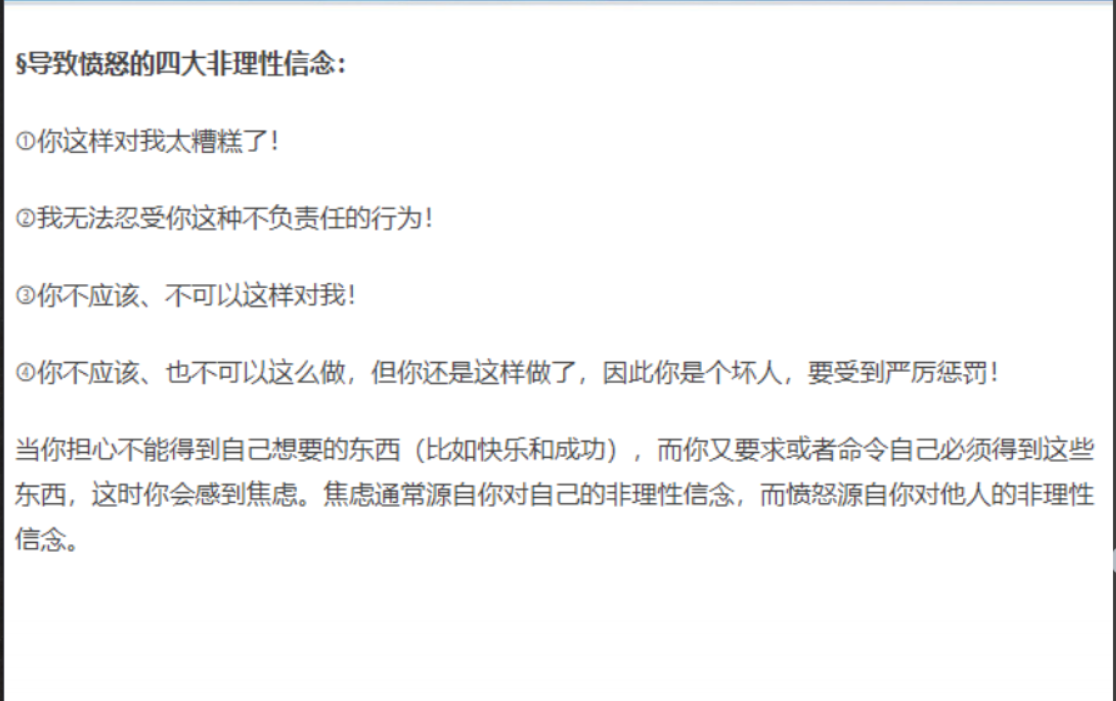 §导致愤怒的四大非理性信念：
①你这样对我太糟糕了！
②我无法忍受你这种不负责任的行为！
③你不应该、不可以这样对我！
④你不应该、也不可以这么做，但你还是这样做了，因此你是个坏人，要受到严厉惩罚！
当你担心不能得到自己想要的东西（比如快乐和成功），而你又要求或者命令自己必须得到这些
东西，这时你会感到焦虑。焦虑通常源自你对自己的非理性信念，而愤怒源自你对他人的非理性
信念。